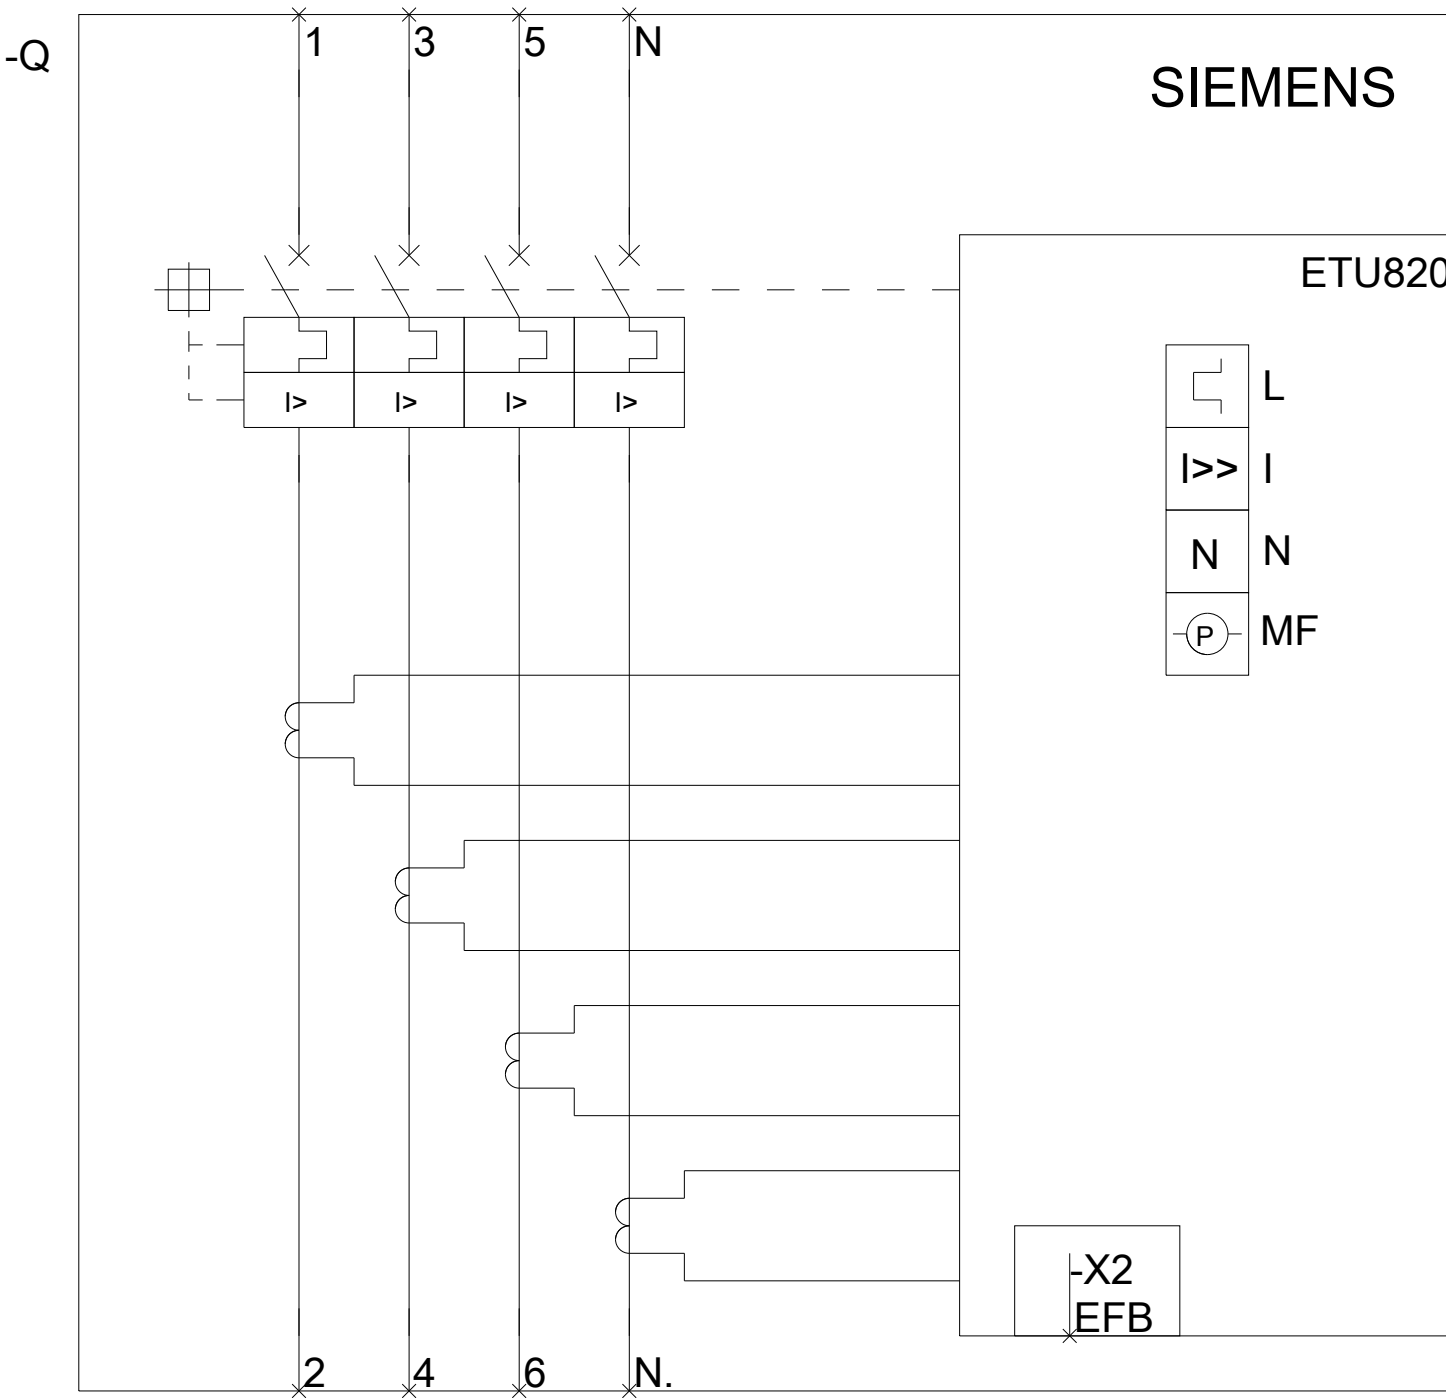 -Q
1 3 5 N
SIEMENS
ETU820
I> I> I> I>
L
I>> I
N N
P MF
-X2
EFB
2 4 6 N.